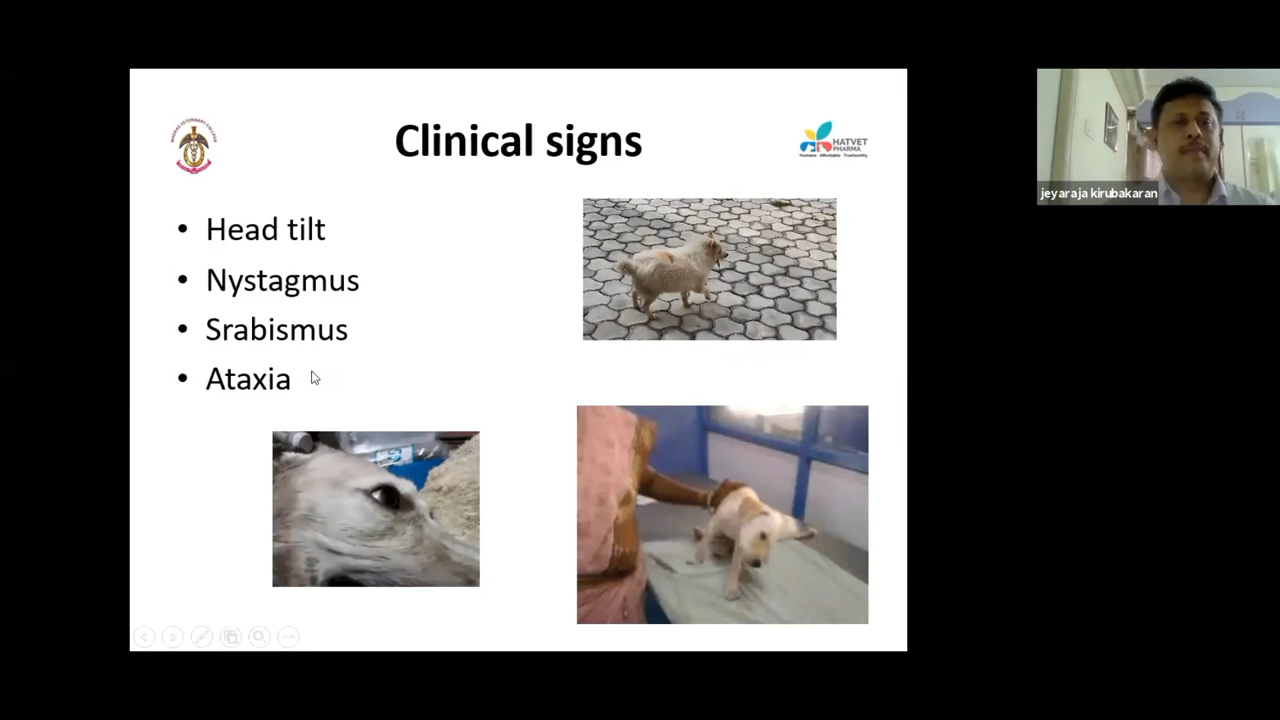 Clinical signs
HATVET
PHARMA
Humane Affordable Trustworthy
• Head tilt
• Nystagmus
• Srabismus
• Ataxia
jeyaraja kirubakaran